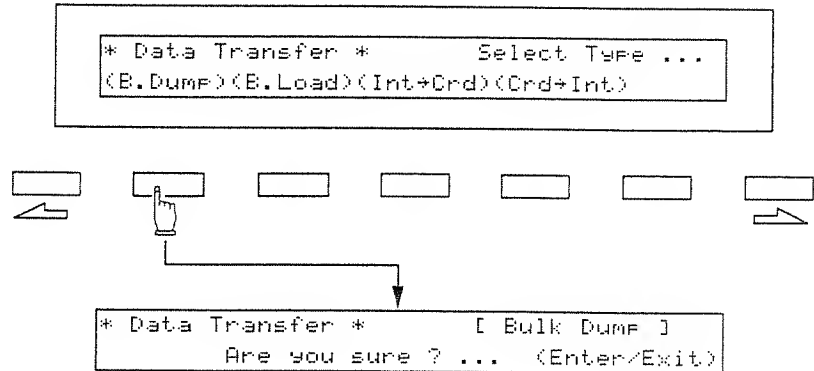 * Data Transfer * Select Type ...
(B.Dump)(B.Load)(Int→Crd)(Crd→Int)
* Data Transfer * [ Bulk Dump ]
Are you sure ? ... (Enter/Exit)